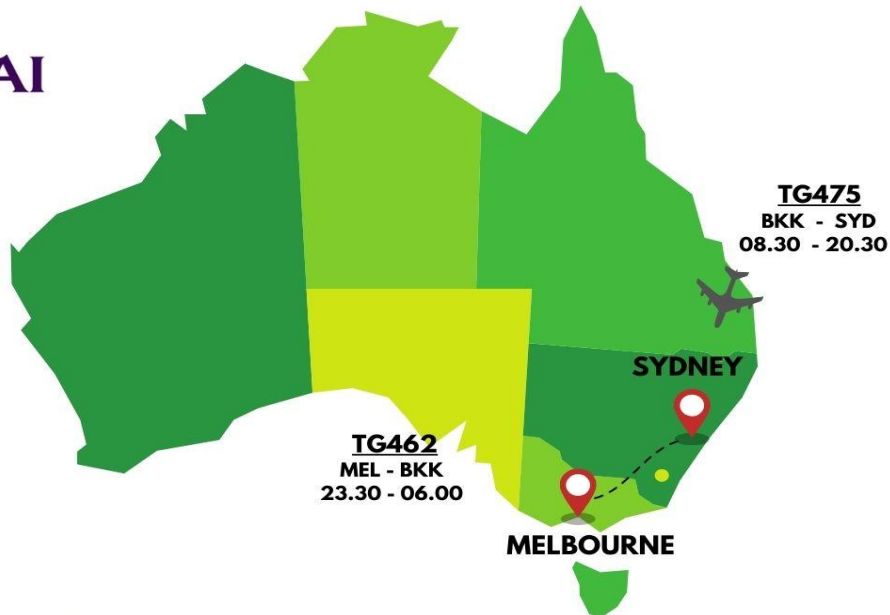 AI
TG475
BKK - SYD
08.30 - 20.30
SYDNEY
TG462
MEL - BKK
23.30 - 06.00
MELBOURNE